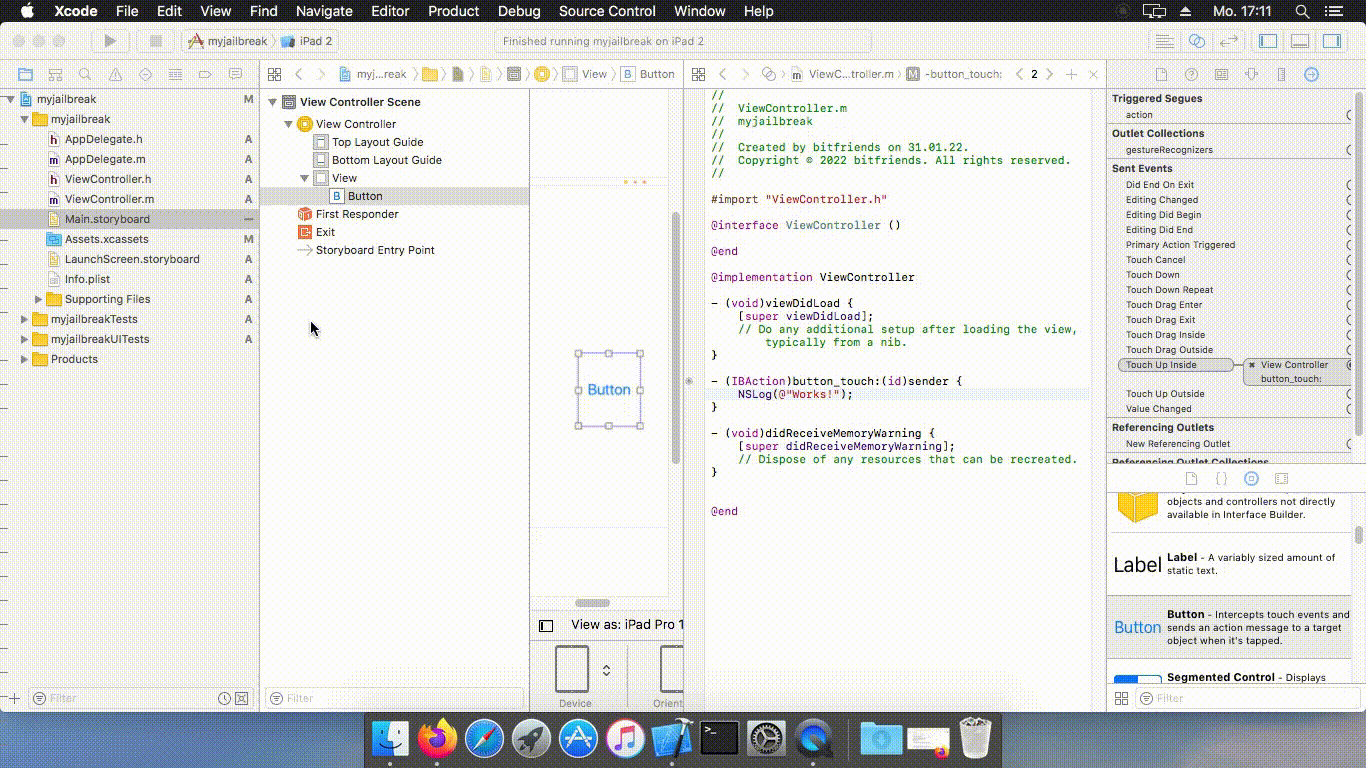 Xcode File Edit View Find Navigate Editor Product Debug Source Control Window Help Mo. 17:11
myjailbreak iPad 2 Finished running myjailbreak on iPad 2
myj...reak View Button ViewC...troller.m -button_touch: 2
myjailbreak M
myjailbreak
AppDelegate.h A
AppDelegate.m A
ViewController.h A
ViewController.m A
Main.storyboard
Assets.xcassets M
LaunchScreen.storyboard A
Info.plist A
Supporting Files A
myjailbreakTests A
myjailbreakUITests A
Products
Filter
View Controller Scene
View Controller
Top Layout Guide
Bottom Layout Guide
View
B Button
First Responder
Exit
Storyboard Entry Point
Filter
Button
View as: iPad Pro 1
Device Orient
//
// ViewController.m
// myjailbreak
//
// Created by bitfriends on 31.01.22.
// Copyright © 2022 bitfriends. All rights reserved.
//
#import "ViewController.h"
@interface ViewController ()
@end
@implementation ViewController
- (void)viewDidLoad {
[super viewDidLoad];
// Do any additional setup after loading the view,
typically from a nib.
}
- (IBAction)button_touch:(id)sender {
NSLog(@"Works!");
}
- (void)didReceiveMemoryWarning {
[super didReceiveMemoryWarning];
// Dispose of any resources that can be recreated.
}
@end
Triggered Segues
action
Outlet Collections
gestureRecognizers
Sent Events
Did End On Exit
Editing Changed
Editing Did Begin
Editing Did End
Primary Action Triggered
Touch Cancel
Touch Down
Touch Down Repeat
Touch Drag Enter
Touch Drag Exit
Touch Drag Inside
Touch Drag Outside
Touch Up Inside View Controller
button_touch:
Touch Up Outside
Value Changed
Referencing Outlets
New Referencing Outlet
Referencing Outlet Collections
objects and controllers not directly
available in Interface Builder.
Label Label - A variably sized amount of
static text.
Button Button - Intercepts touch events and
sends an action message to a target
object when it's tapped.
Segmented Control - Displays
Filter